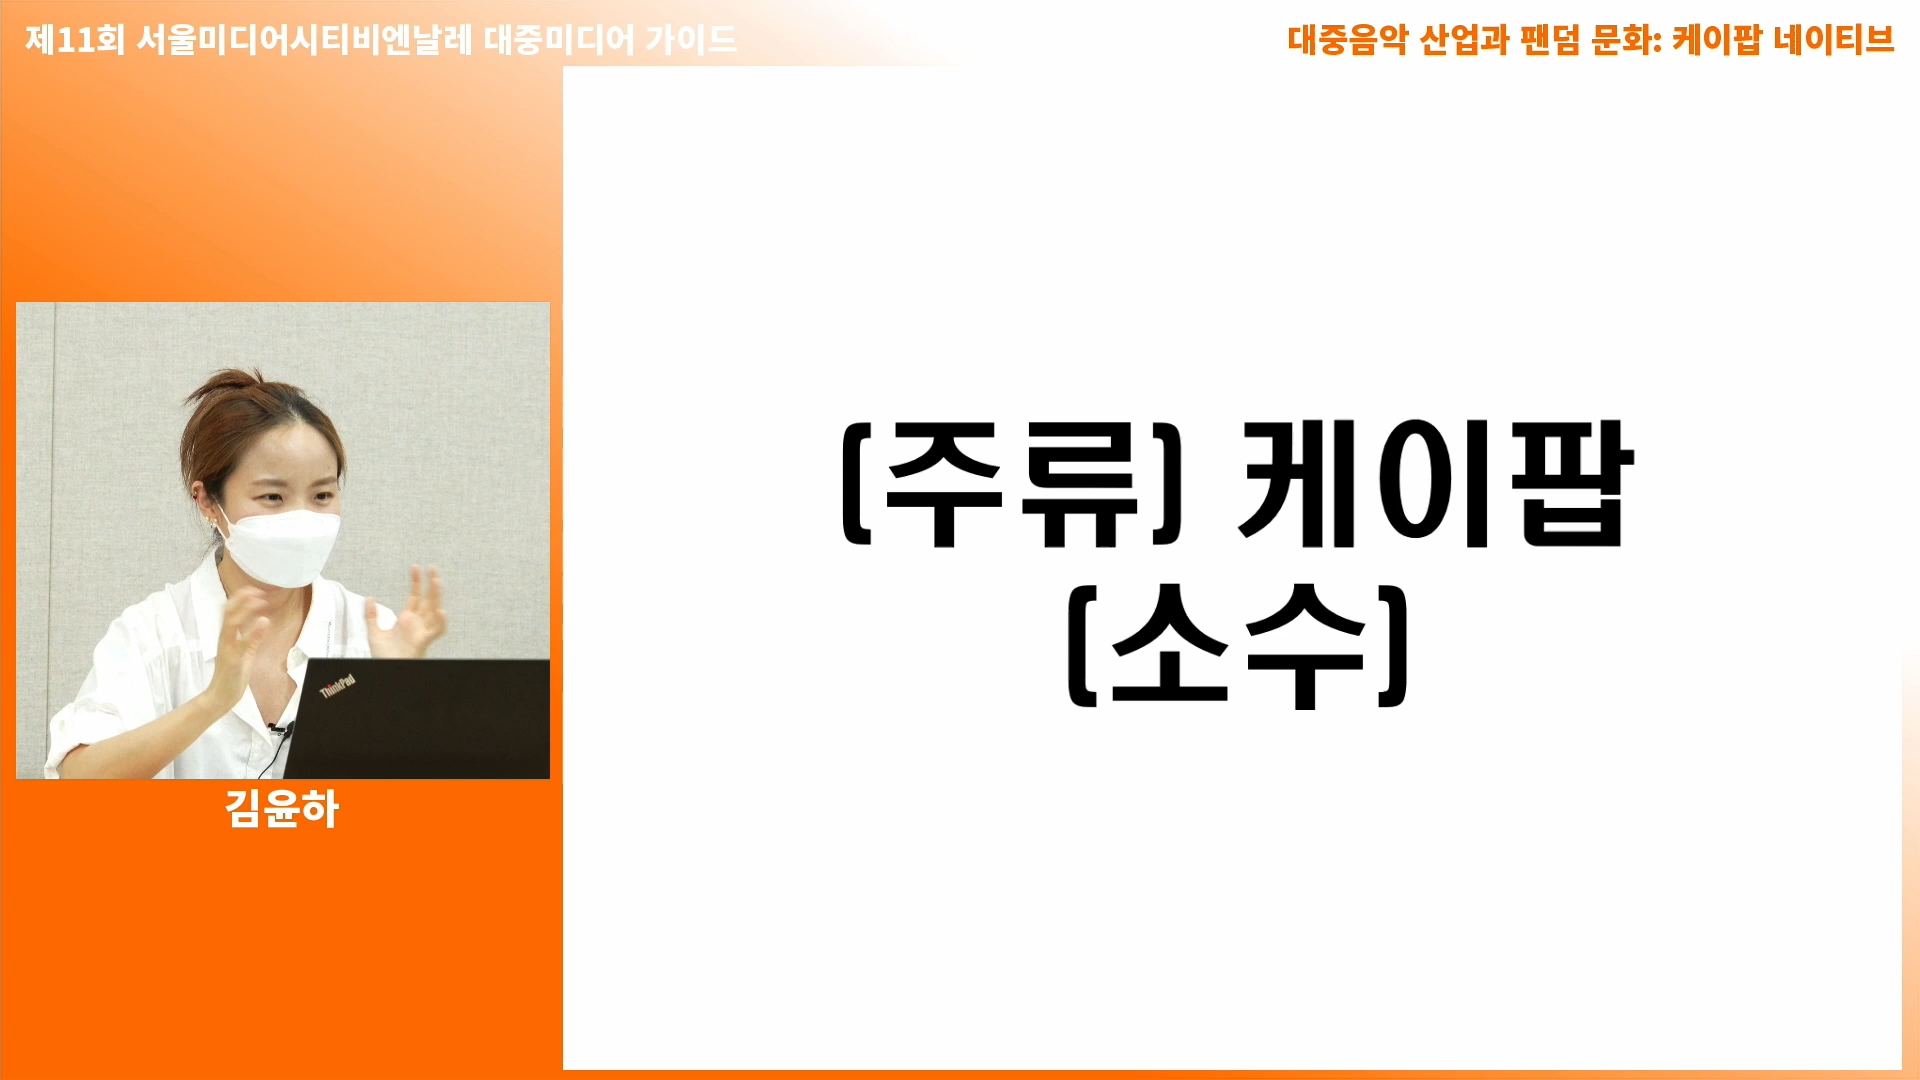 제11회 서울미디어시티비엔날레 대중미디어 가이드
대중음악 산업과 팬덤 문화: 케이팝 네이티브
(주류) 케이팝
(소수)
ThinkPad
김윤하